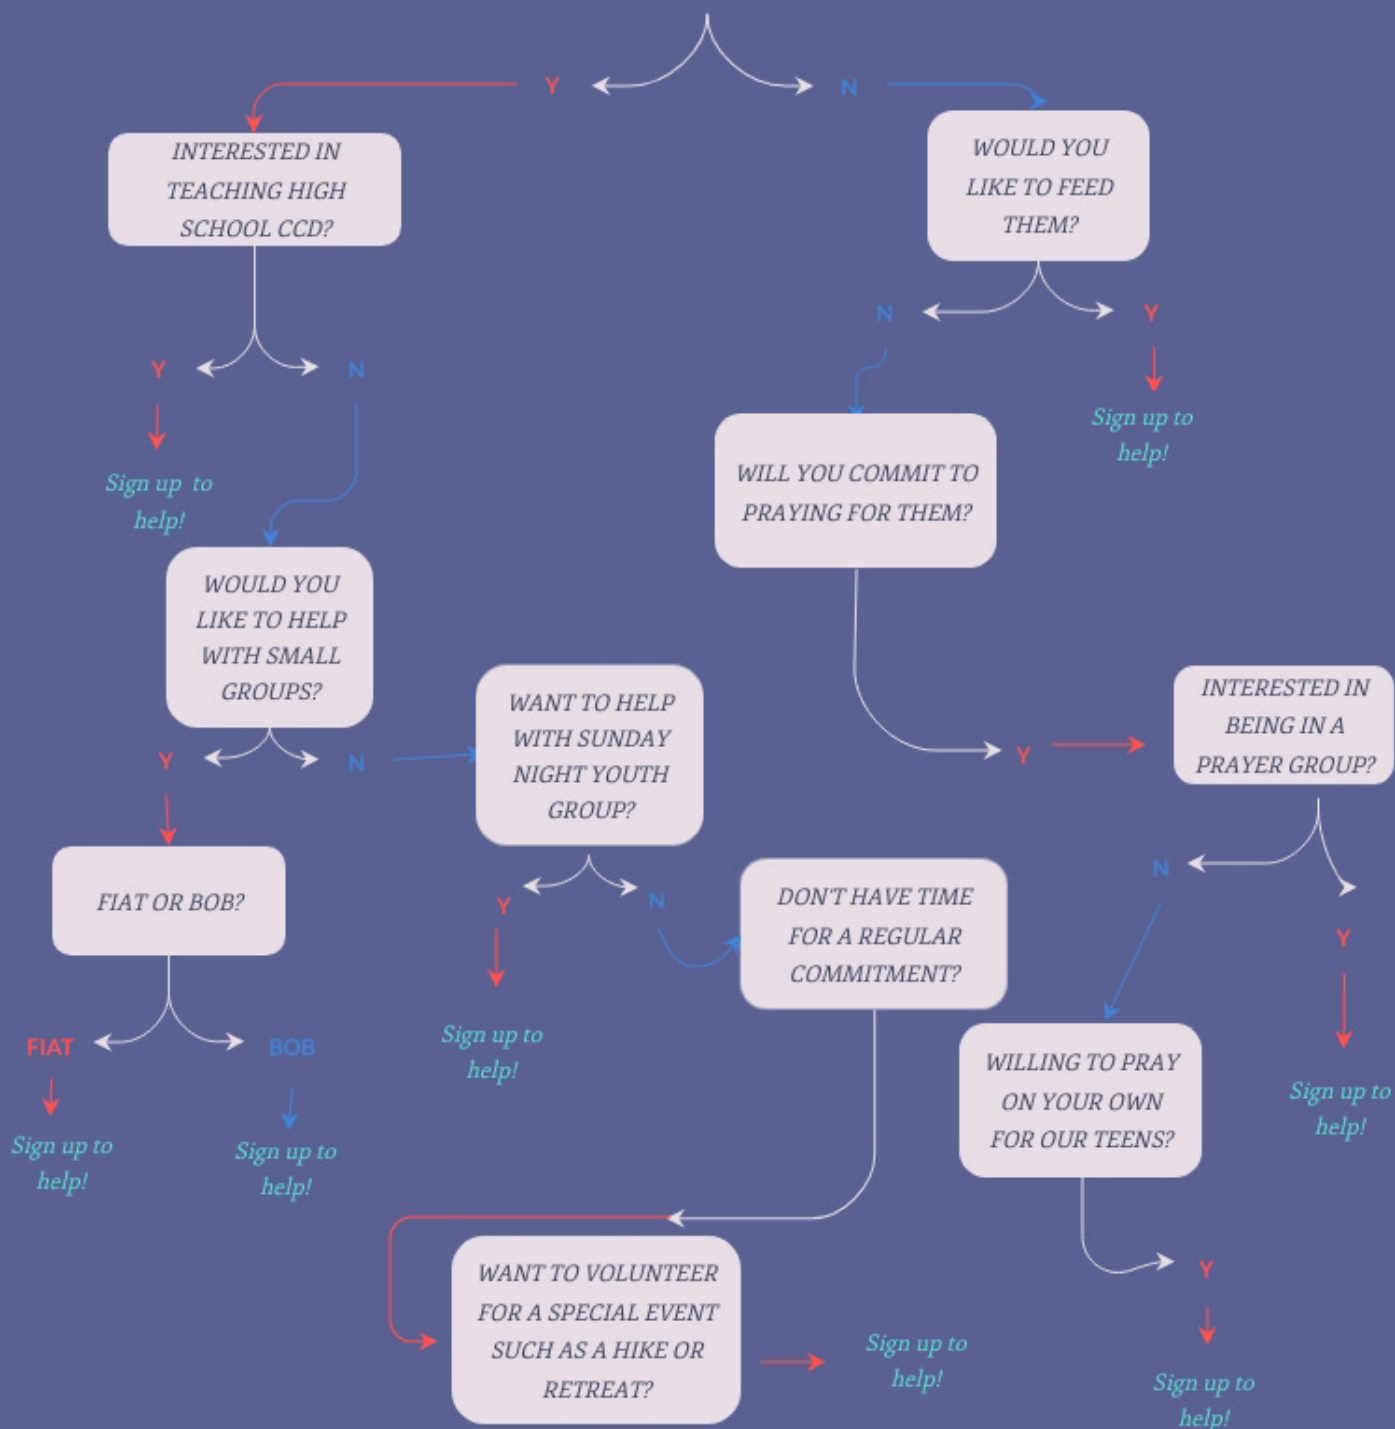 Y
N
INTERESTED IN
TEACHING HIGH
SCHOOL CCD?
WOULD YOU
LIKE TO FEED
THEM?
N
Y
Y
N
Sign up to
help!
Sign up to
help!
WILL YOU COMMIT TO
PRAYING FOR THEM?
WOULD YOU
LIKE TO HELP
WITH SMALL
GROUPS?
WANT TO HELP
WITH SUNDAY
NIGHT YOUTH
GROUP?
INTERESTED IN
BEING IN A
PRAYER GROUP?
Y
N
Y
FIAT OR BOB?
Y
N
DON'T HAVE TIME
FOR A REGULAR
COMMITMENT?
N
Y
FIAT
BOB
Sign up to
help!
WILLING TO PRAY
ON YOUR OWN
FOR OUR TEENS?
Sign up to
help!
Sign up to
help!
Sign up to
help!
WANT TO VOLUNTEER
FOR A SPECIAL EVENT
SUCH AS A HIKE OR
RETREAT?
Sign up to
help!
Y
Sign up to
help!